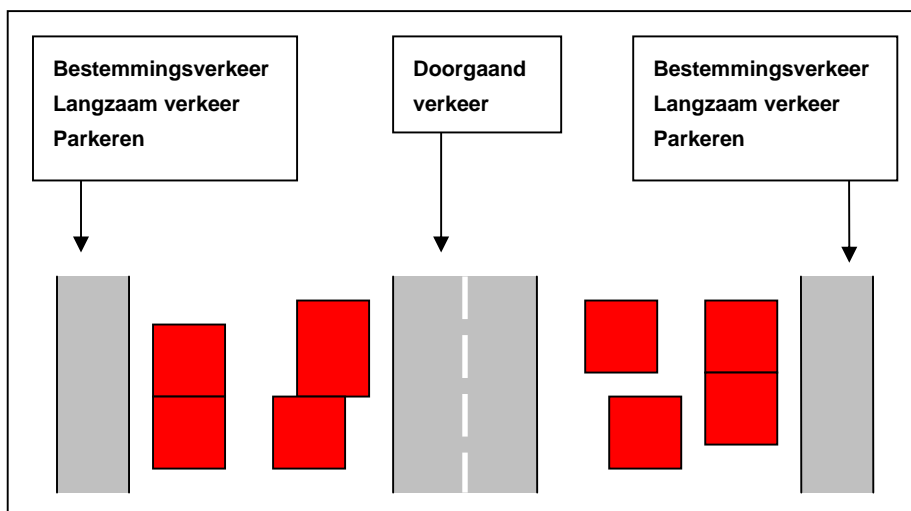 Bestemmingsverkeer
Langzaam verkeer
Parkeren
Doorgaand
verkeer
Bestemmingsverkeer
Langzaam verkeer
Parkeren